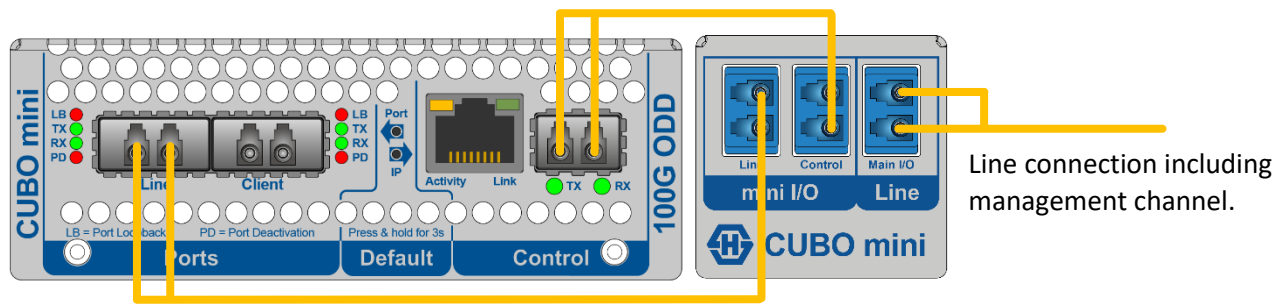 CUBO mini
LB
TX
RX
PD
LB
TX
RX
PD
Line
Client
Port
IP
Activity
Link
TX
RX
100G ODD
LB = Port Loopback
PD = Port Deactivation
Press & hold for 3s
Ports
Default
Control
Line
Control
Main I/O
mini I/O
Line
H
CUBO mini
Line connection including
management channel.